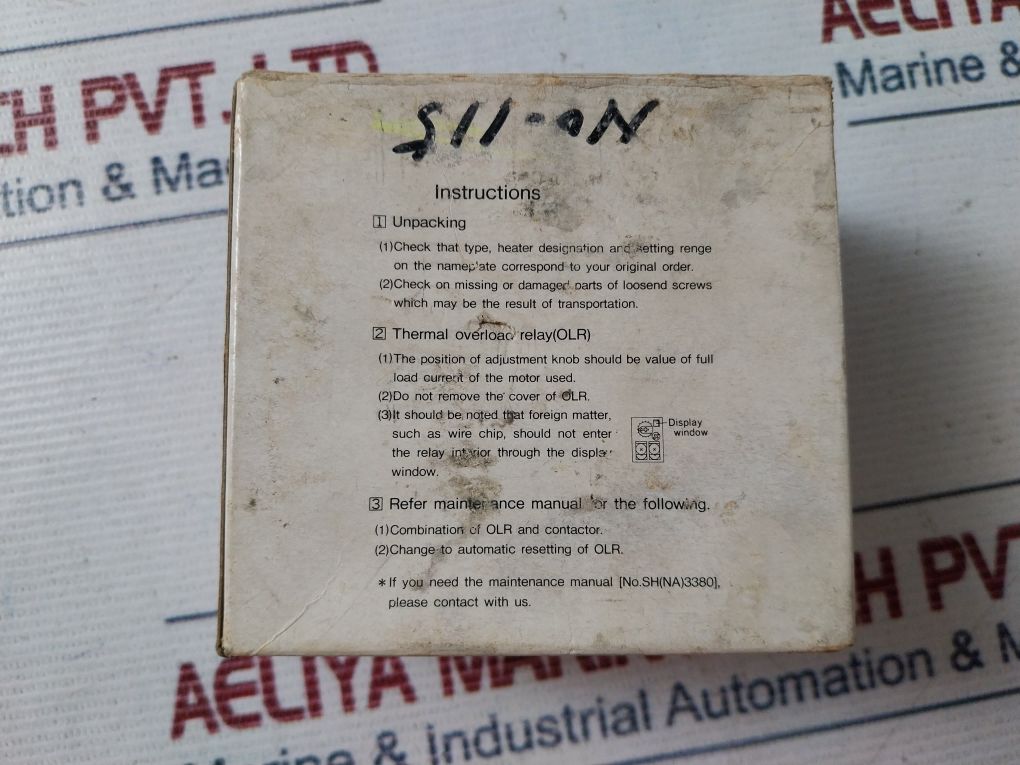 CH PVT. LTD
tion & Ma
AELIYA
Marine &
No-115
Instructions
1 Unpacking
(1)Check that type, heater designation and setting renge
on the nameplate correspond to your original order.
(2)Check on missing or damaged parts of loosend screws
which may be the result of transportation.
2 Thermal overload relay(OLR)
(1)The position of adjustment knob should be value of full
load current of the motor used.
(2)Do not remove the cover of OLR.
(3)It should be noted that foreign matter,
such as wire chip, should not enter
the relay interior through the display
window.
Display
window
3 Refer maintenance manual for the following.
(1)Combination of OLR and contactor.
(2)Change to automatic resetting of OLR.
* If you need the maintenance manual [No.SH(NA)3380],
please contact with us.
CH PV
AELIYA MARIN
Marine & Industrial Automation & M